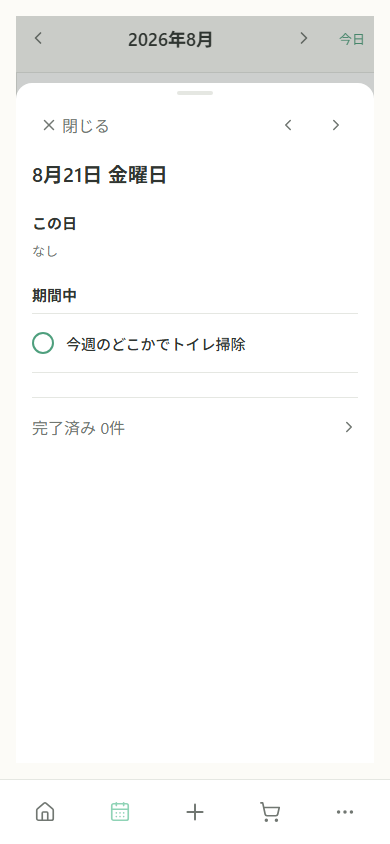 2026年8月
今日
閉じる
8月21日 金曜日
この日
なし
期間中
今週のどこかでトイレ掃除
完了済み 0件